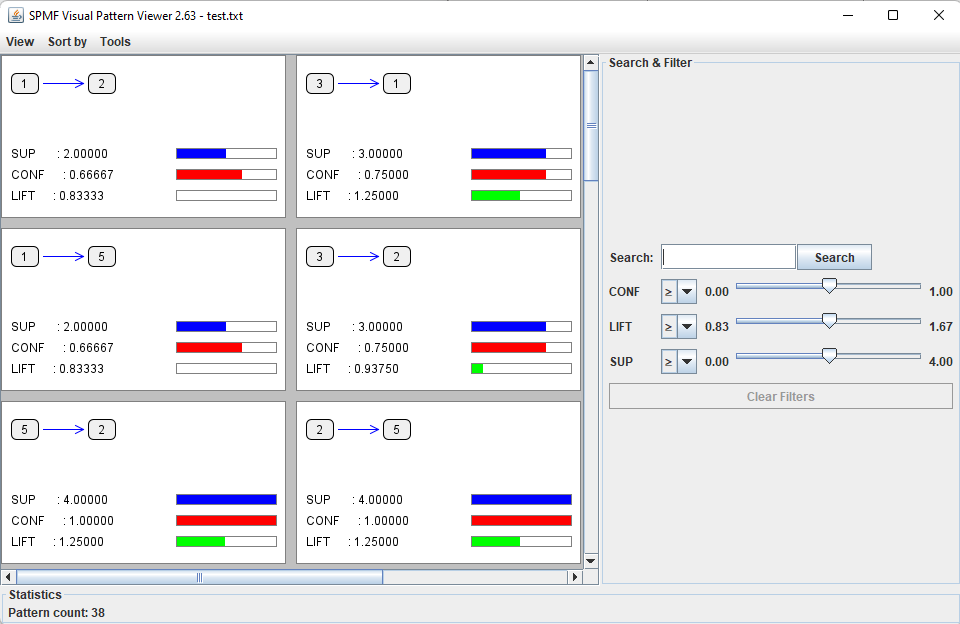 SPMF Visual Pattern Viewer 2.63 - test.txt
View Sort by Tools
1 2
SUP : 2.00000
CONF : 0.66667
LIFT : 0.83333
3 1
SUP : 3.00000
CONF : 0.75000
LIFT : 1.25000
1 5
SUP : 2.00000
CONF : 0.66667
LIFT : 0.83333
3 2
SUP : 3.00000
CONF : 0.75000
LIFT : 0.93750
5 2
SUP : 4.00000
CONF : 1.00000
LIFT : 1.25000
2 5
SUP : 4.00000
CONF : 1.00000
LIFT : 1.25000
Search & Filter
Search: Search
CONF ≥ 0.00 1.00
LIFT ≥ 0.83 1.67
SUP ≥ 0.00 4.00
Clear Filters
Statistics
Pattern count: 38